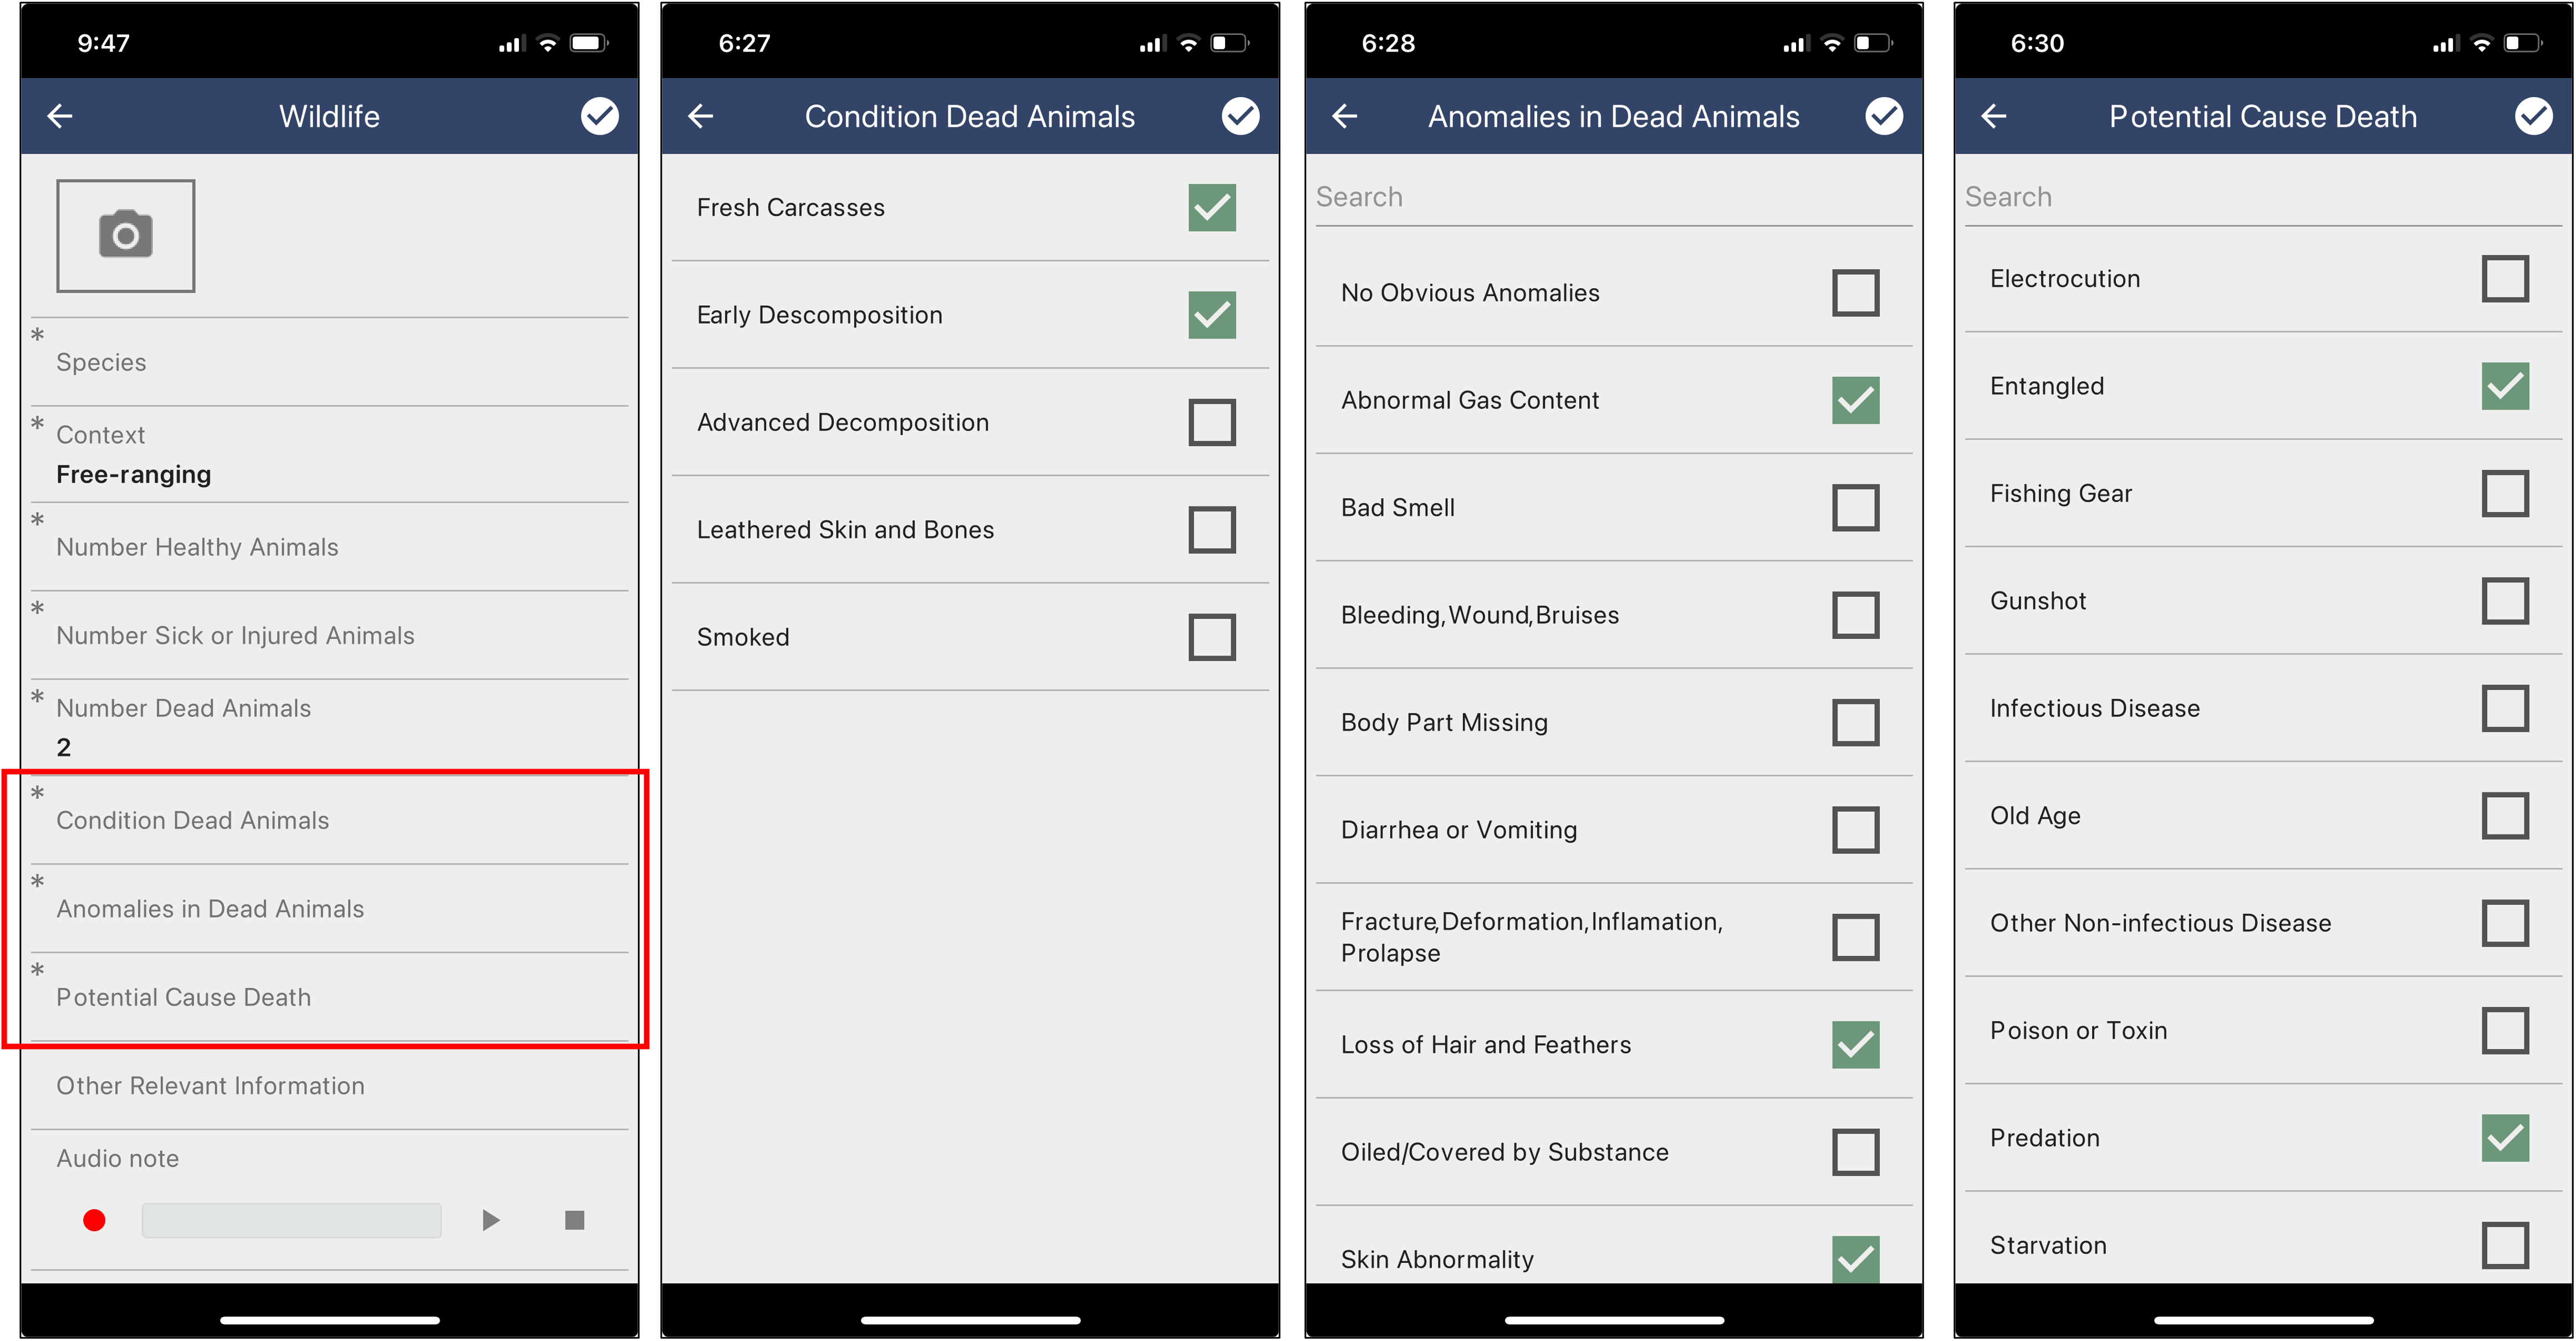 9:47
Wildlife
*
Species
*
Context
Free-ranging
*
Number Healthy Animals
*
Number Sick or Injured Animals
*
Number Dead Animals
2
*
Condition Dead Animals
*
Anomalies in Dead Animals
*
Potential Cause Death
Other Relevant Information
Audio note
6:27
Condition Dead Animals
Fresh Carcasses
Early Descomposition
Advanced Decomposition
Leathered Skin and Bones
Smoked
6:28
Anomalies in Dead Animals
Search
No Obvious Anomalies
Abnormal Gas Content
Bad Smell
Bleeding,Wound,Bruises
Body Part Missing
Diarrhea or Vomiting
Fracture,Deformation,Inflamation,
Prolapse
Loss of Hair and Feathers
Oiled/Covered by Substance
Skin Abnormality
6:30
Potential Cause Death
Search
Electrocution
Entangled
Fishing Gear
Gunshot
Infectious Disease
Old Age
Other Non-infectious Disease
Poison or Toxin
Predation
Starvation